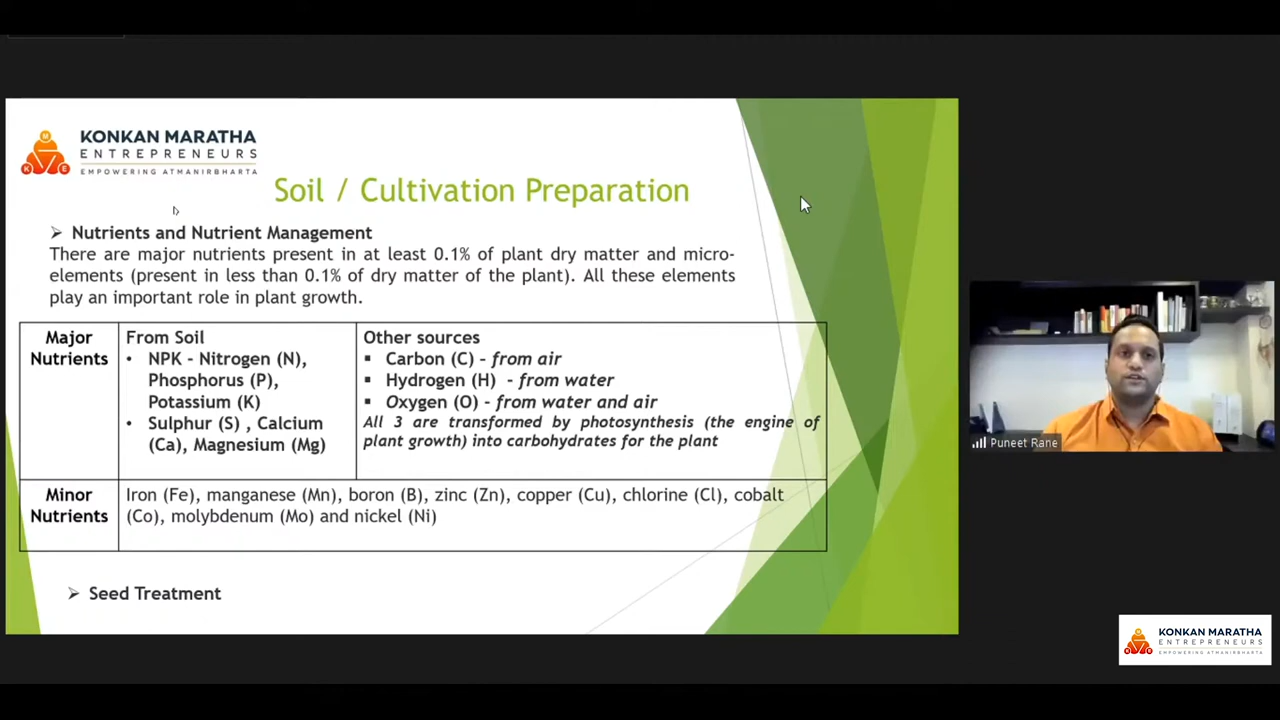 KONKAN MARATHA
ENTREPRENEURS
EMPOWERING ATMANIRBHARTA
Soil / Cultivation Preparation
➢ Nutrients and Nutrient Management
There are major nutrients present in at least 0.1% of plant dry matter and micro-
elements (present in less than 0.1% of dry matter of the plant). All these elements
play an important role in plant growth.
Major
Nutrients
From Soil
• NPK - Nitrogen (N),
Phosphorus (P),
Potassium (K)
• Sulphur (S) , Calcium
(Ca), Magnesium (Mg)
Other sources
▪ Carbon (C) – from air
▪ Hydrogen (H) - from water
▪ Oxygen (O) – from water and air
All 3 are transformed by photosynthesis (the engine of
plant growth) into carbohydrates for the plant
Minor
Nutrients
Iron (Fe), manganese (Mn), boron (B), zinc (Zn), copper (Cu), chlorine (Cl), cobalt
(Co), molybdenum (Mo) and nickel (Ni)
➢ Seed Treatment
Puneet Rane
KONKAN MARATHA
ENTREPRENEURS
EMPOWERING ATMANIRBHARTA